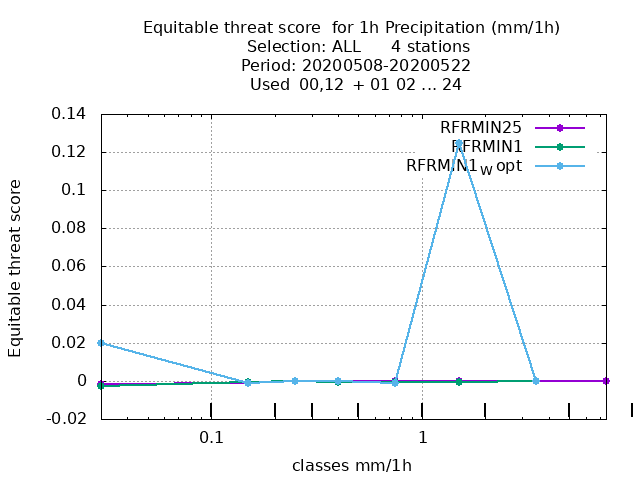 Equitable threat score  for 1h Precipitation (mm/1h)
Selection: ALL      4 stations
Period: 20200508-20200522
Used  00,12  + 01 02 ... 24
0.14
0.12
0.1
0.08
0.06
0.04
0.02
0
-0.02
Equitable threat score
RFRMIN25
RFRMIN1
RFRMIN1W opt
0.1
1
classes mm/1h